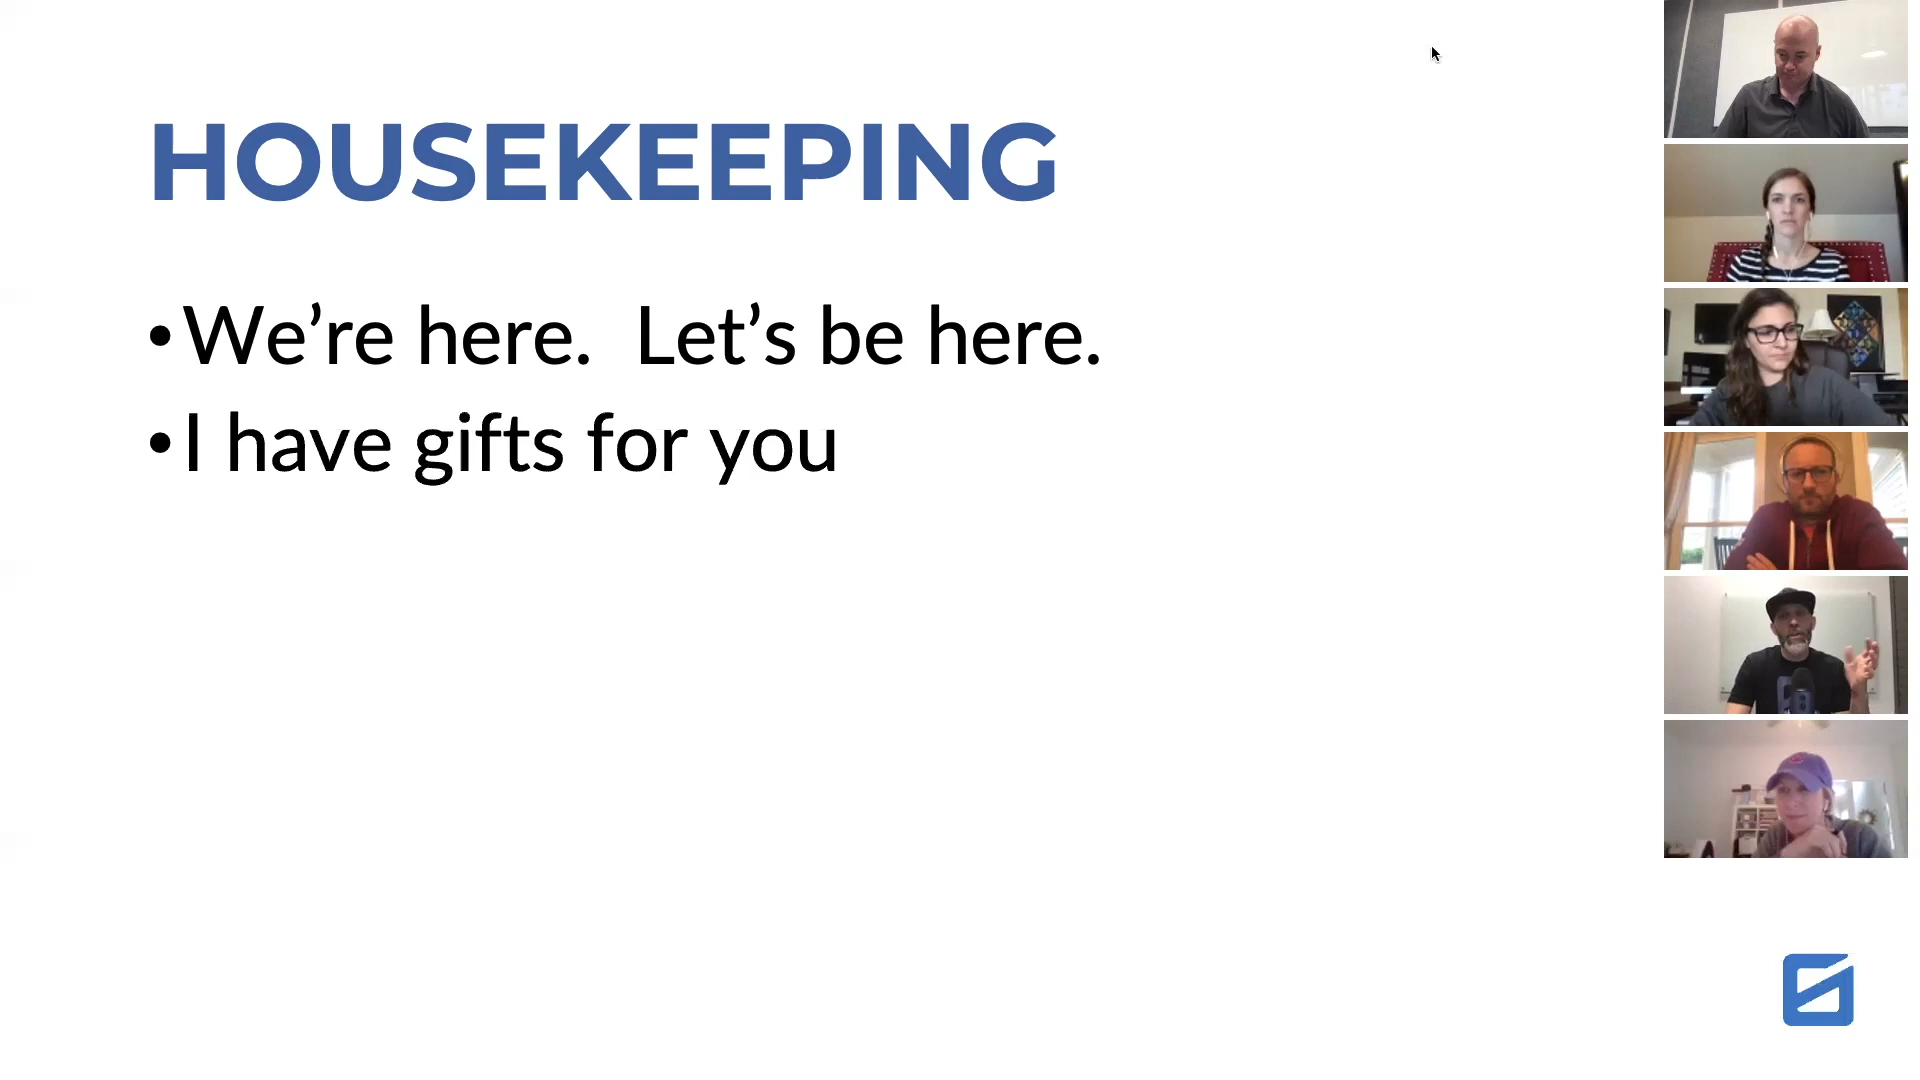 HOUSEKEEPING
•We’re here.  Let’s be here.
•I have gifts for you